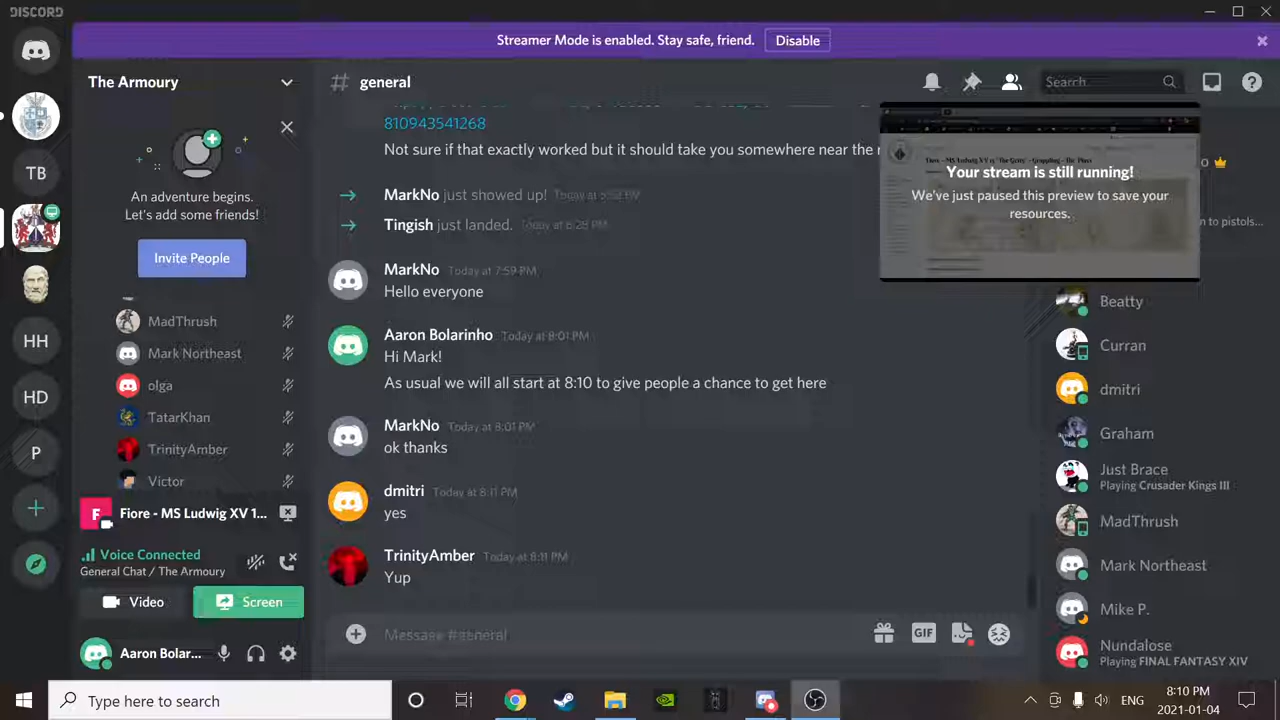 DISCORD
Streamer Mode is enabled. Stay safe, friend.
Disable
The Armoury
general
Search
An adventure begins.
Let's add some friends!
Invite People
MadThrush
Mark Northeast
olga
TatarKhan
TrinityAmber
Victor
F
Fiore - MS Ludwig XV 1...
Voice Connected
General Chat / The Armoury
Video
Screen
Aaron Bolar...
TB
HH
HD
P
810943541268
Not sure if that exactly worked but it should take you somewhere near the
MarkNo just showed up!
Tingish just landed. Today at 6:28 PM
MarkNo Today at 7:59 PM
Hello everyone
Aaron Bolarinho Today at 8:01 PM
Hi Mark!
As usual we will all start at 8:10 to give people a chance to get here
MarkNo Today at 8:01 PM
ok thanks
dmitri Today at 8:11 PM
yes
TrinityAmber Today at 8:11 PM
Yup
Message #general
GIF
Your stream is still running!
We've just paused this preview to save your
resources.
n to pistols...
Beatty
Curran
dmitri
Graham
Just Brace
Playing Crusader Kings III
MadThrush
Mark Northeast
Mike P.
Nundalose
Playing FINAL FANTASY XIV
Type here to search
ENG
8:10 PM
2021-01-04